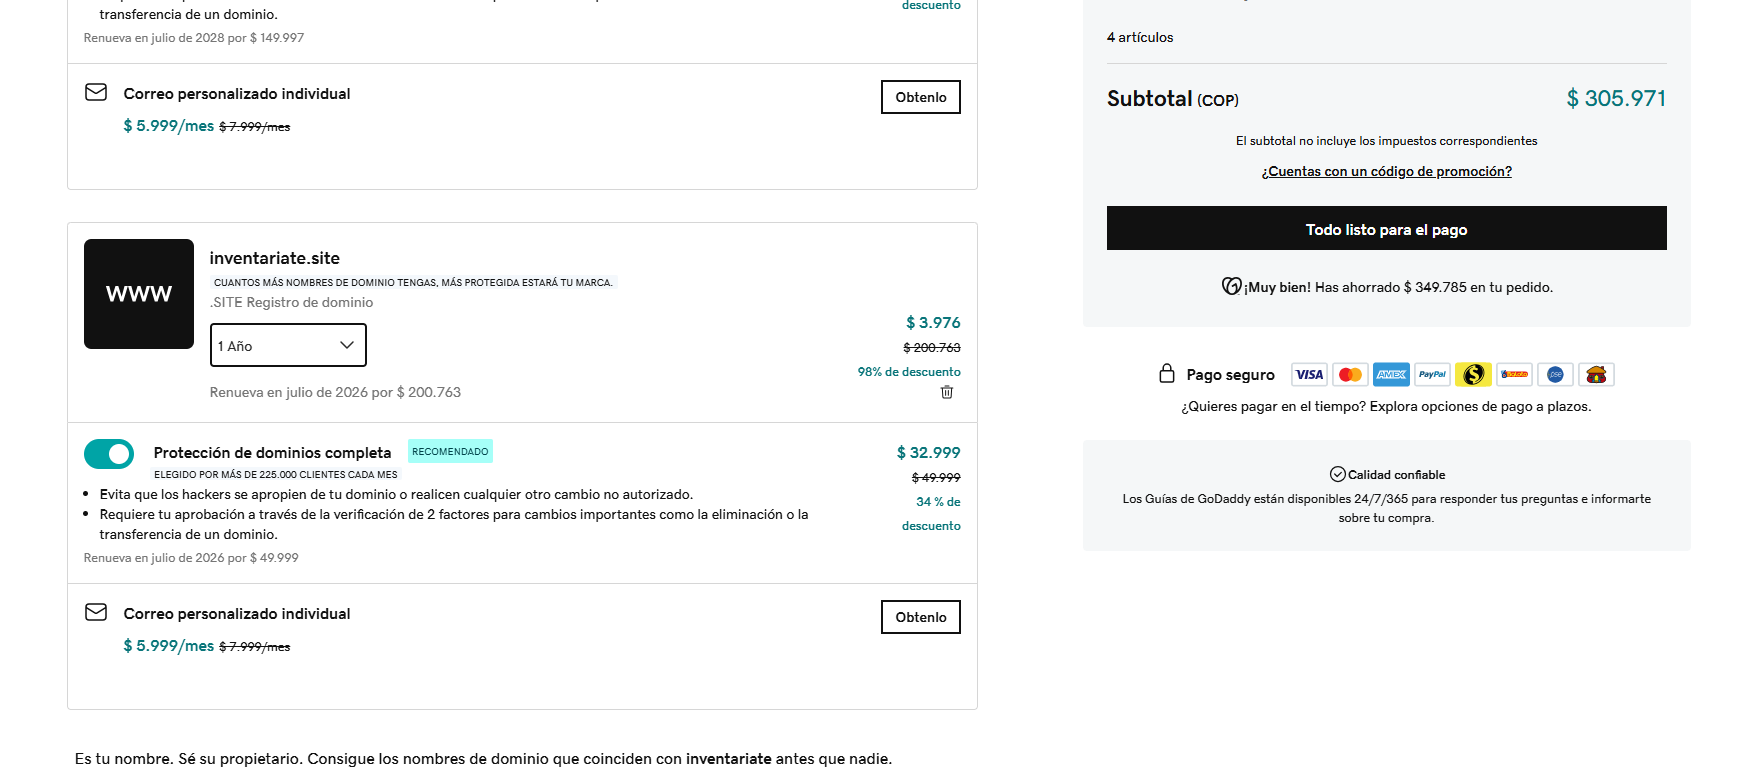 transferencia de un dominio.
descuento
Renueva en julio de 2028 por $ 149.997
Correo personalizado individual
Obtenlo
$ 5.999/mes $ 7.999/mes
www
inventariate.site
CUANTOS MÁS NOMBRES DE DOMINIO TENGAS, MÁS PROTEGIDA ESTARÁ TU MARCA.
.SITE Registro de dominio
1 Año
$ 3.976
$ 200.763
98% de descuento
Renueva en julio de 2026 por $ 200.763
Protección de dominios completa RECOMENDADO
$ 32.999
ELEGIDO POR MÁS DE 225.000 CLIENTES CADA MES
$ 49.999
Evita que los hackers se apropien de tu dominio o realicen cualquier otro cambio no autorizado.
34 % de
descuento
Requiere tu aprobación a través de la verificación de 2 factores para cambios importantes como la eliminación o la
transferencia de un dominio.
Renueva en julio de 2026 por $ 49.999
Correo personalizado individual
Obtenlo
$ 5.999/mes $ 7.999/mes
Es tu nombre. Sé su propietario. Consigue los nombres de dominio que coinciden con inventariate antes que nadie.
4 artículos
Subtotal (COP) $ 305.971
El subtotal no incluye los impuestos correspondientes
¿Cuentas con un código de promoción?
Todo listo para el pago
¡Muy bien! Has ahorrado $ 349.785 en tu pedido.
Pago seguro VISA AMEX PayPal pse
¿Quieres pagar en el tiempo? Explora opciones de pago a plazos.
Calidad confiable
Los Guías de GoDaddy están disponibles 24/7/365 para responder tus preguntas e informarte
sobre tu compra.